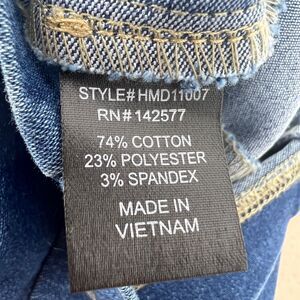 STYLE# HMD11007
RN# 142577
74% COTTON
23% POLYESTER
3% SPANDEX
MADE IN
VIETNAM